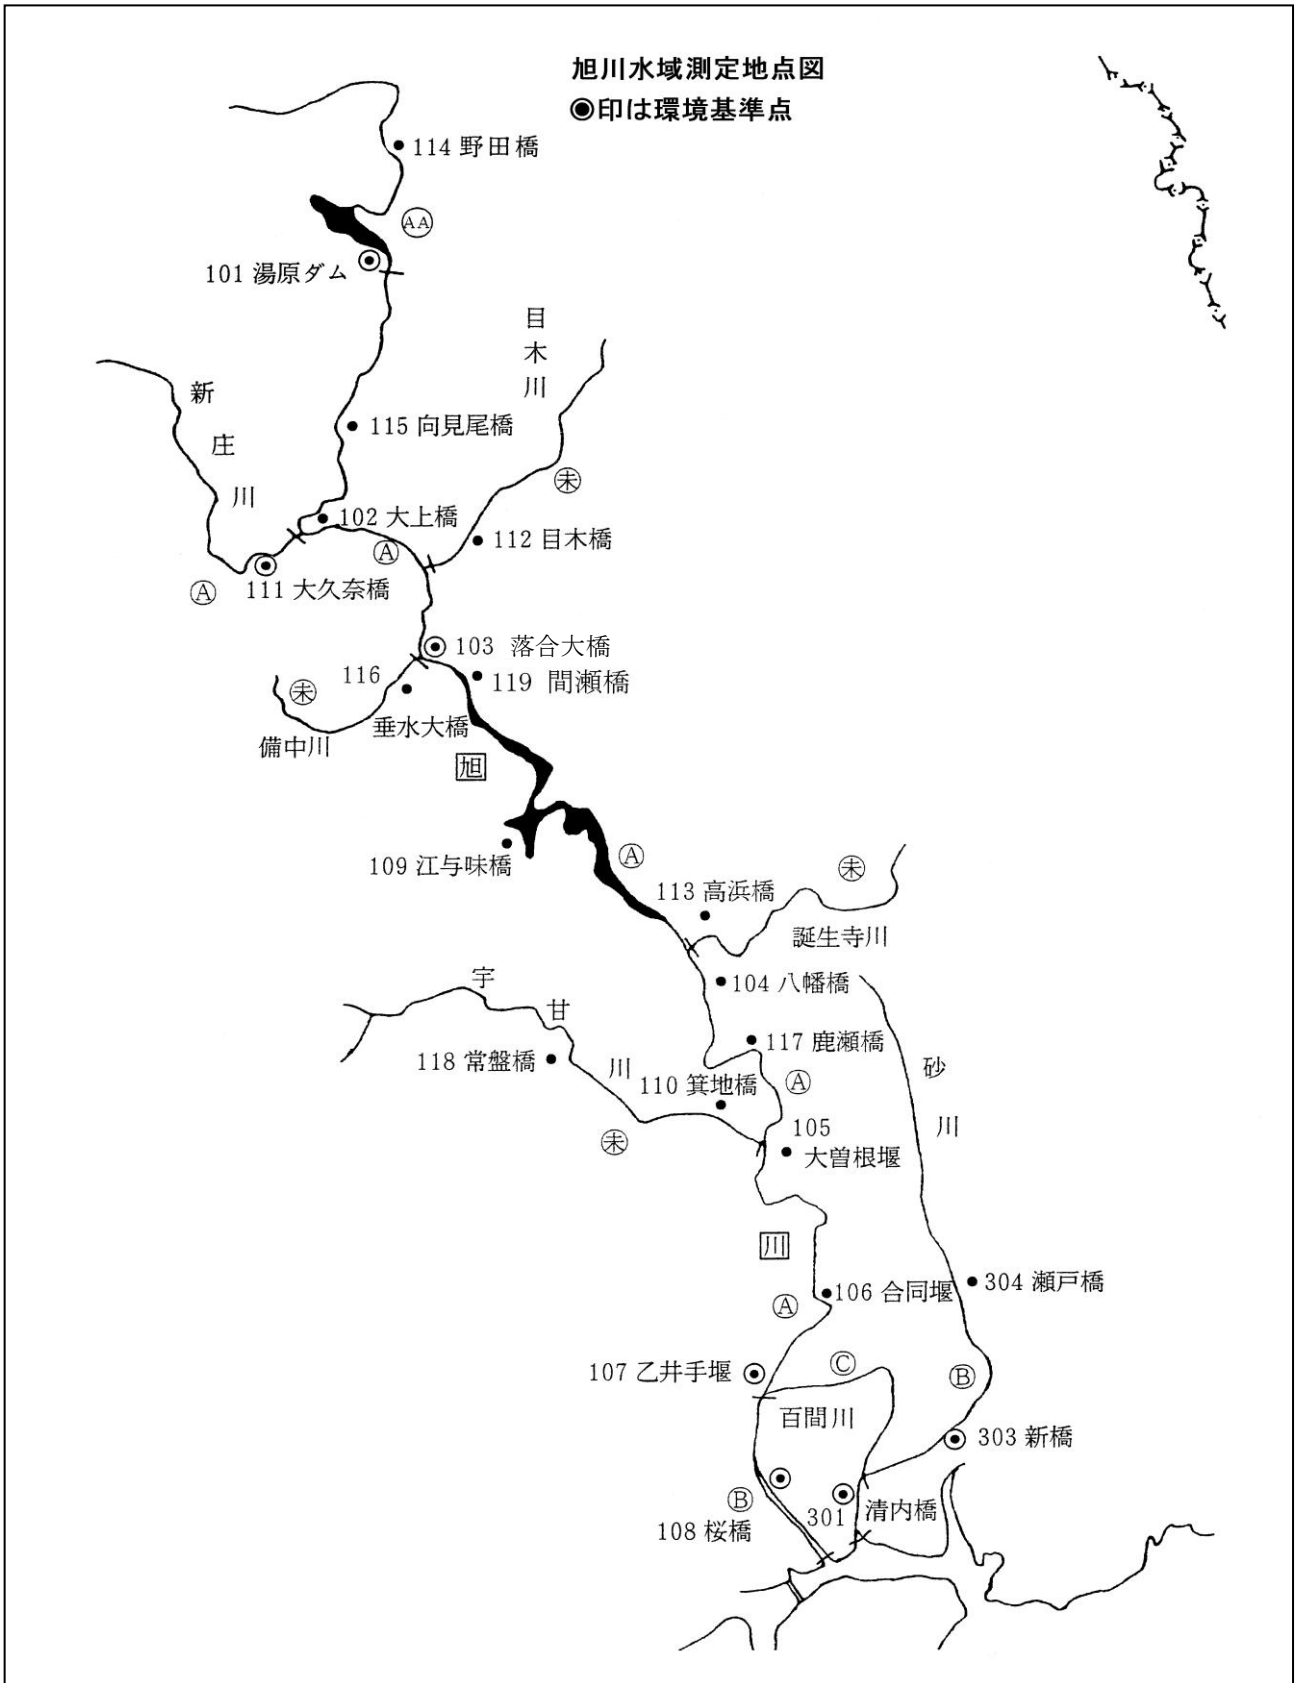 旭川水域測定地点図
◉印は環境基準点
114 野田橋
AA
101 湯原ダム
目木川
新庄川
115 向見尾橋
未
102 大上橋
112 目木橋
A
A
111 大久奈橋
103 落合大橋
116
119 間瀬橋
未
垂水大橋
備中川
旭
109 江与味橋
A
未
113 高浜橋
誕生寺川
宇甘川
104 八幡橋
117 鹿瀬橋
118 常盤橋
砂川
110 箕地橋
A
105
未
大曽根堰
川
304 瀬戸橋
106 合同堰
A
107 乙井手堰
C
B
百間川
303 新橋
B
301
清内橋
108 桜橋